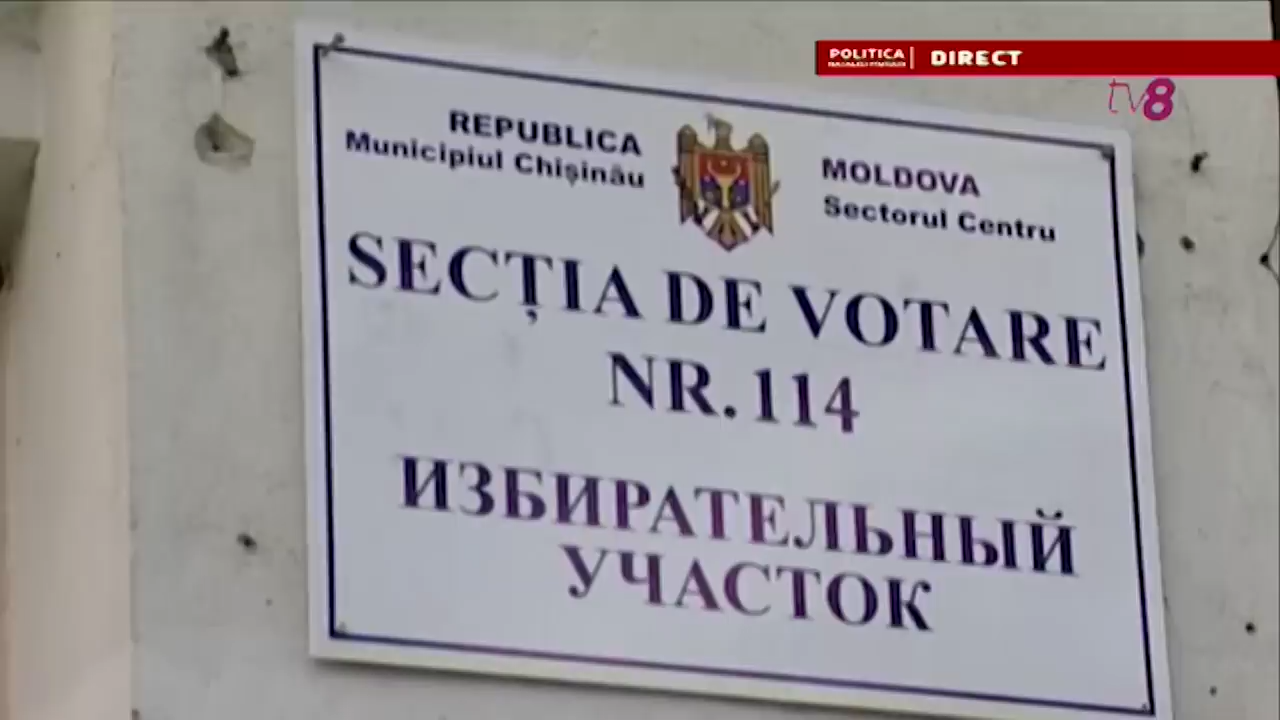 POLITICA
DIRECT
tv8
REPUBLICA
MOLDOVA
Municipiul Chișinău
Sectorul Centru
SECȚIA DE VOTARE
NR. 114
ИЗБИРАТЕЛЬНЫЙ
УЧАСТОК